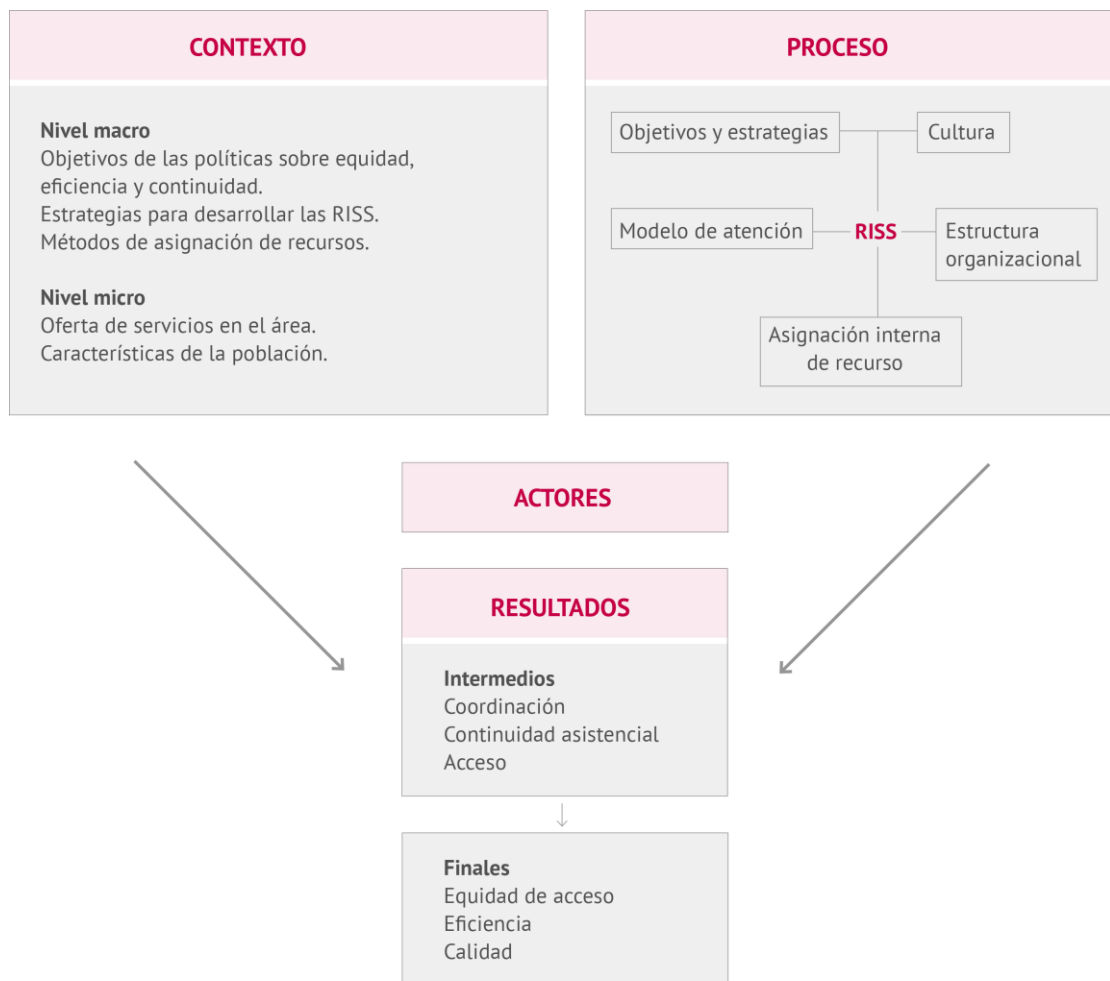 CONTEXTO
Nivel macro
Objetivos de las políticas sobre equidad,
eficiencia y continuidad.
Estrategias para desarrollar las RISS.
Métodos de asignación de recursos.
Nivel micro
Oferta de servicios en el área.
Característicias de la población.
PROCESO
Objetivos y estrategias
Cultura
Modelo de atención
RISS
Estructura
organizacional
Asignación interna
de recurso
ACTORES
RESULTADOS
Intermedios
Coordinación
Continuidad asistencial
Acceso
Finales
Equidad de acceso
Eficiencia
Calidad